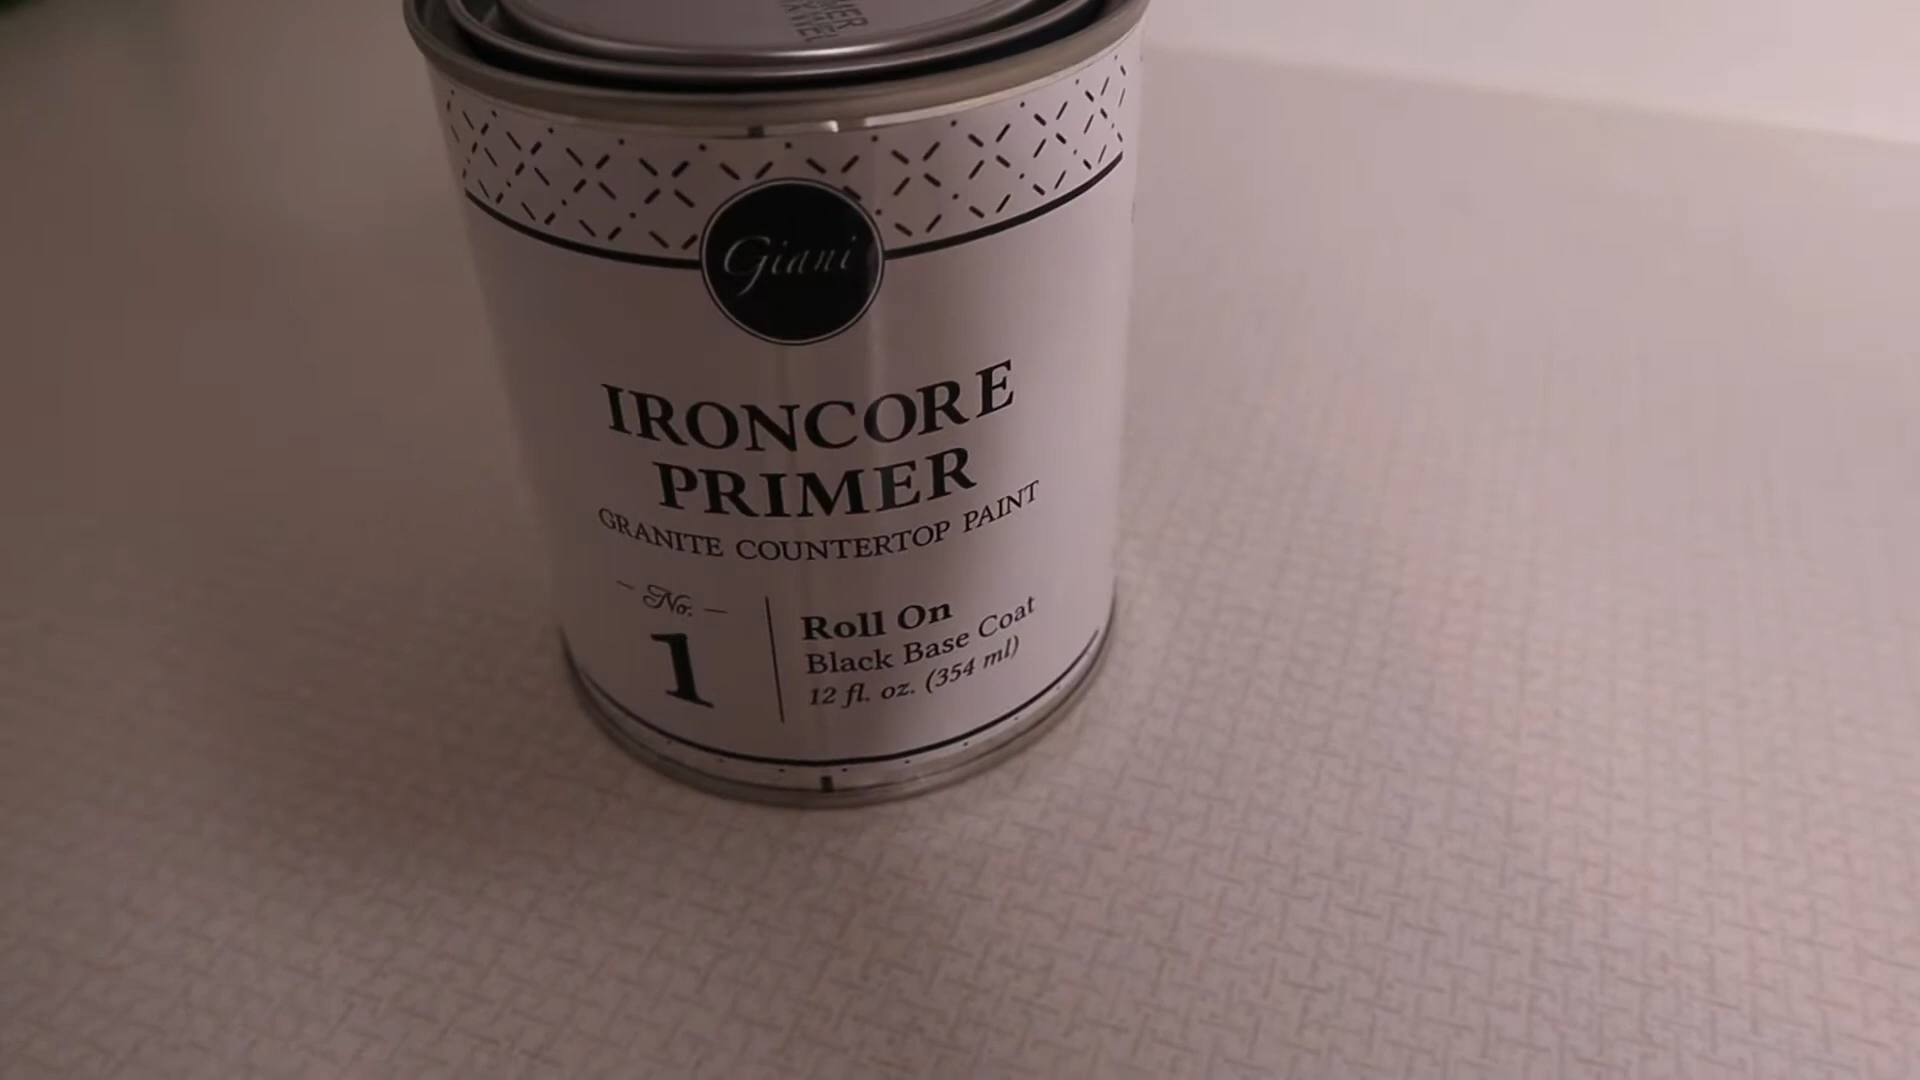 Giani
IRONCORE
PRIMER
GRANITE COUNTERTOP PAINT
No.
1
Roll On
Black Base Coat
12 fl. oz. (354 ml)